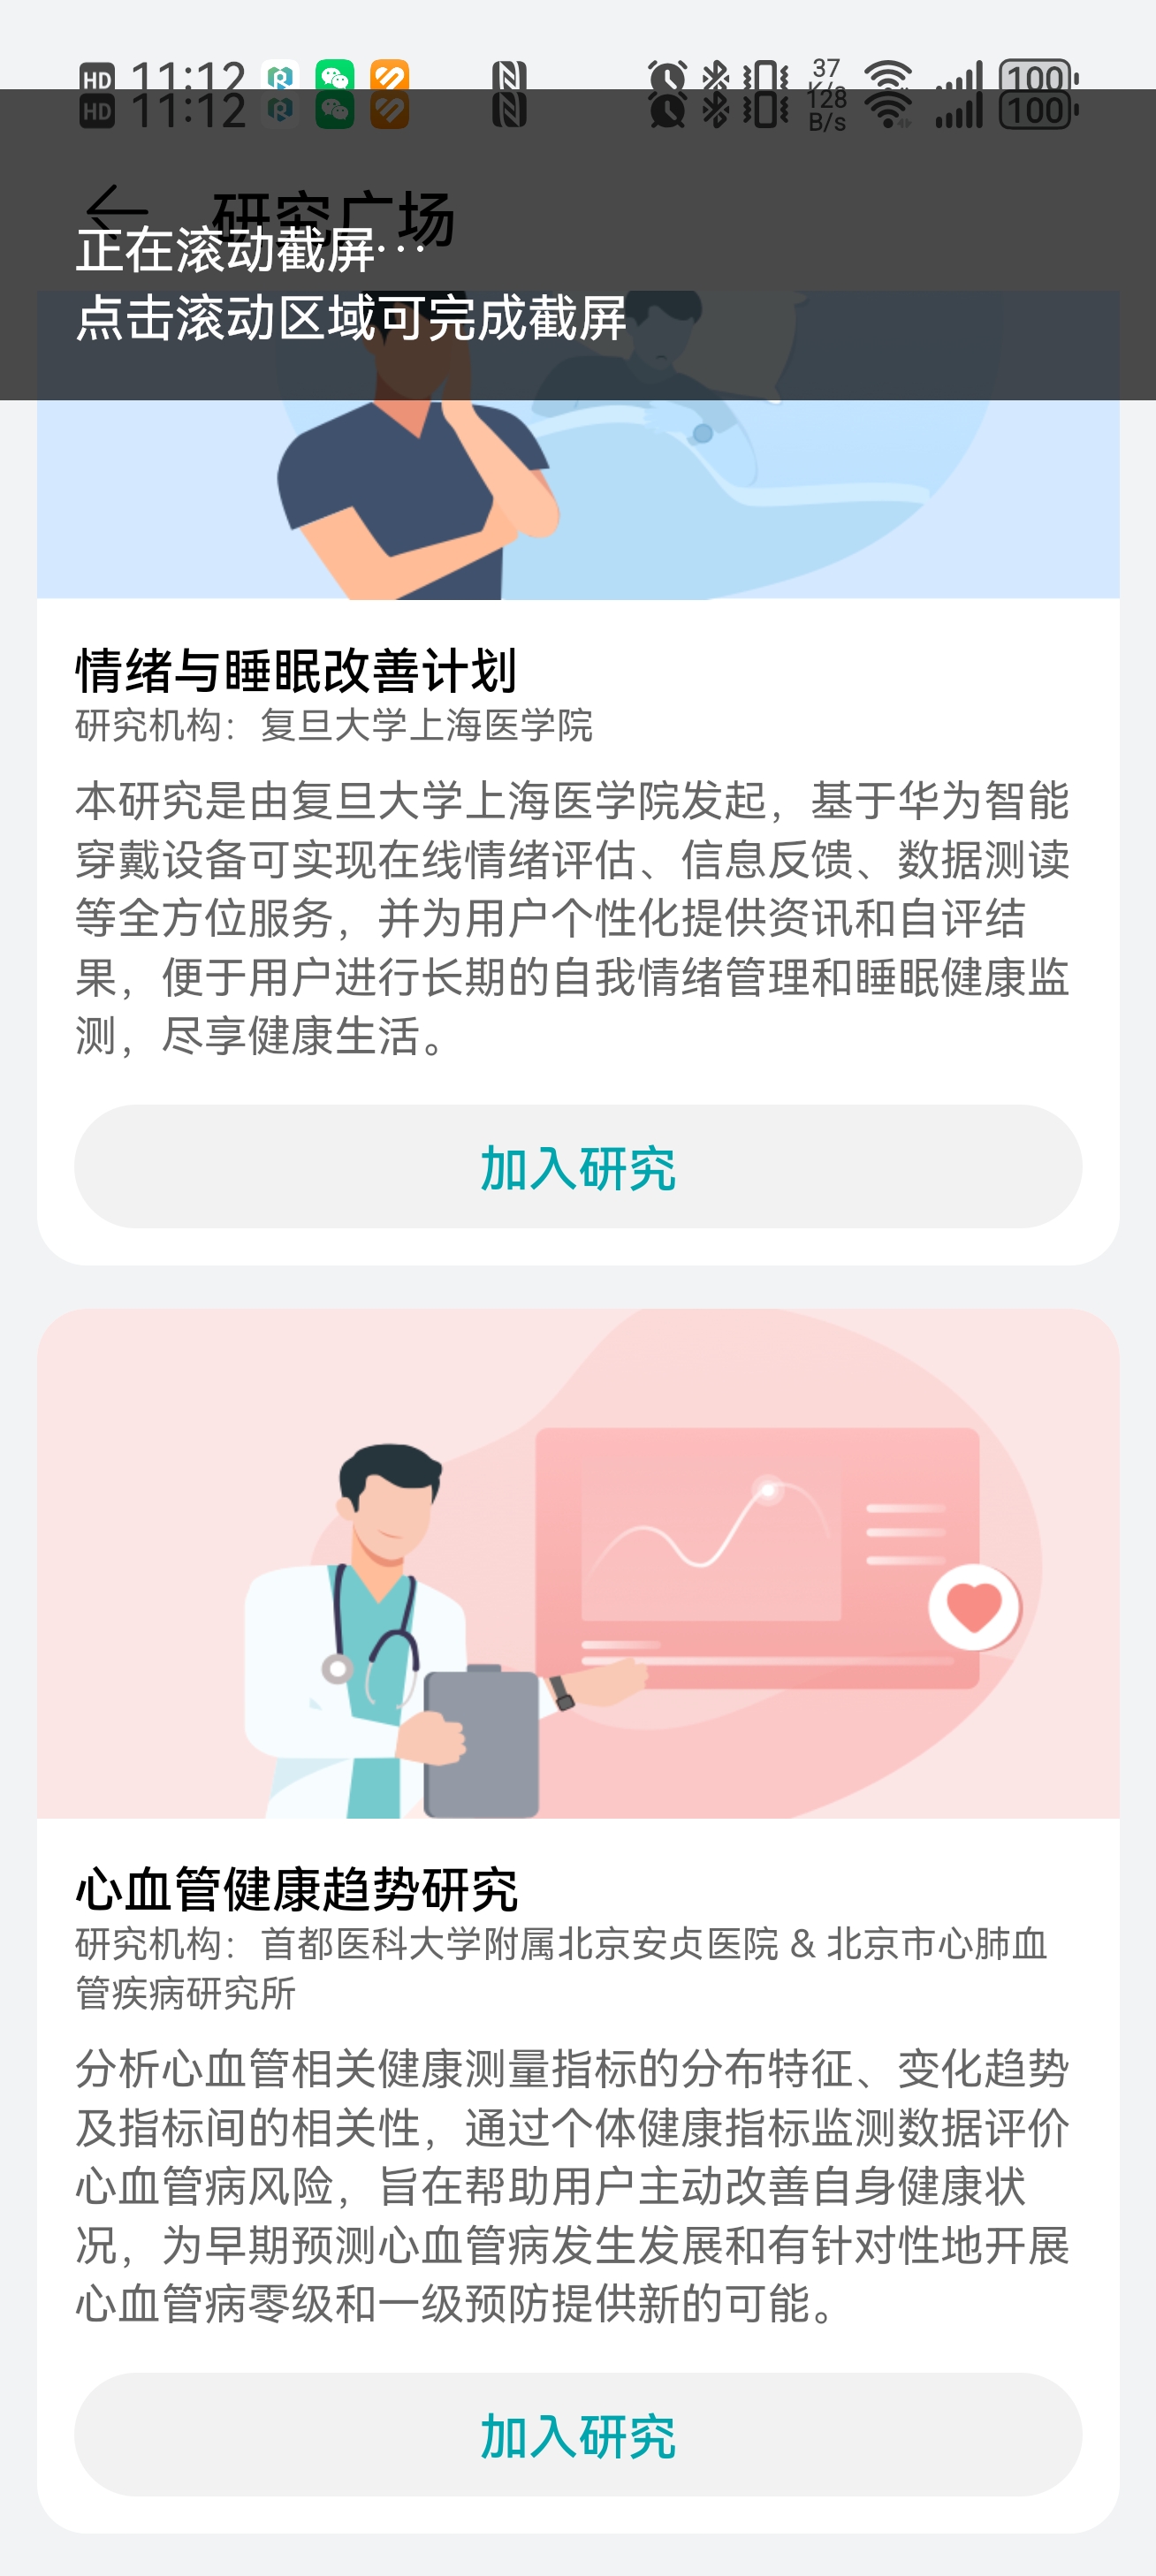 HD 11:12 37 K/s 100
HD 11:12 128 B/s 100
研究广场
正在滚动截屏···
点击滚动区域可完成截屏
情绪与睡眠改善计划
研究机构：复旦大学上海医学院
本研究是由复旦大学上海医学院发起，基于华为智能
穿戴设备可实现在线情绪评估、信息反馈、数据测读
等全方位服务，并为用户个性化提供资讯和自评结
果，便于用户进行长期的自我情绪管理和睡眠健康监
测，尽享健康生活。
加入研究
心血管健康趋势研究
研究机构：首都医科大学附属北京安贞医院 & 北京市心肺血
管疾病研究所
分析心血管相关健康测量指标的分布特征、变化趋势
及指标间的相关性，通过个体健康指标监测数据评价
心血管病风险，旨在帮助用户主动改善自身健康状
况，为早期预测心血管病发生发展和有针对性地开展
心血管病零级和一级预防提供新的可能。
加入研究